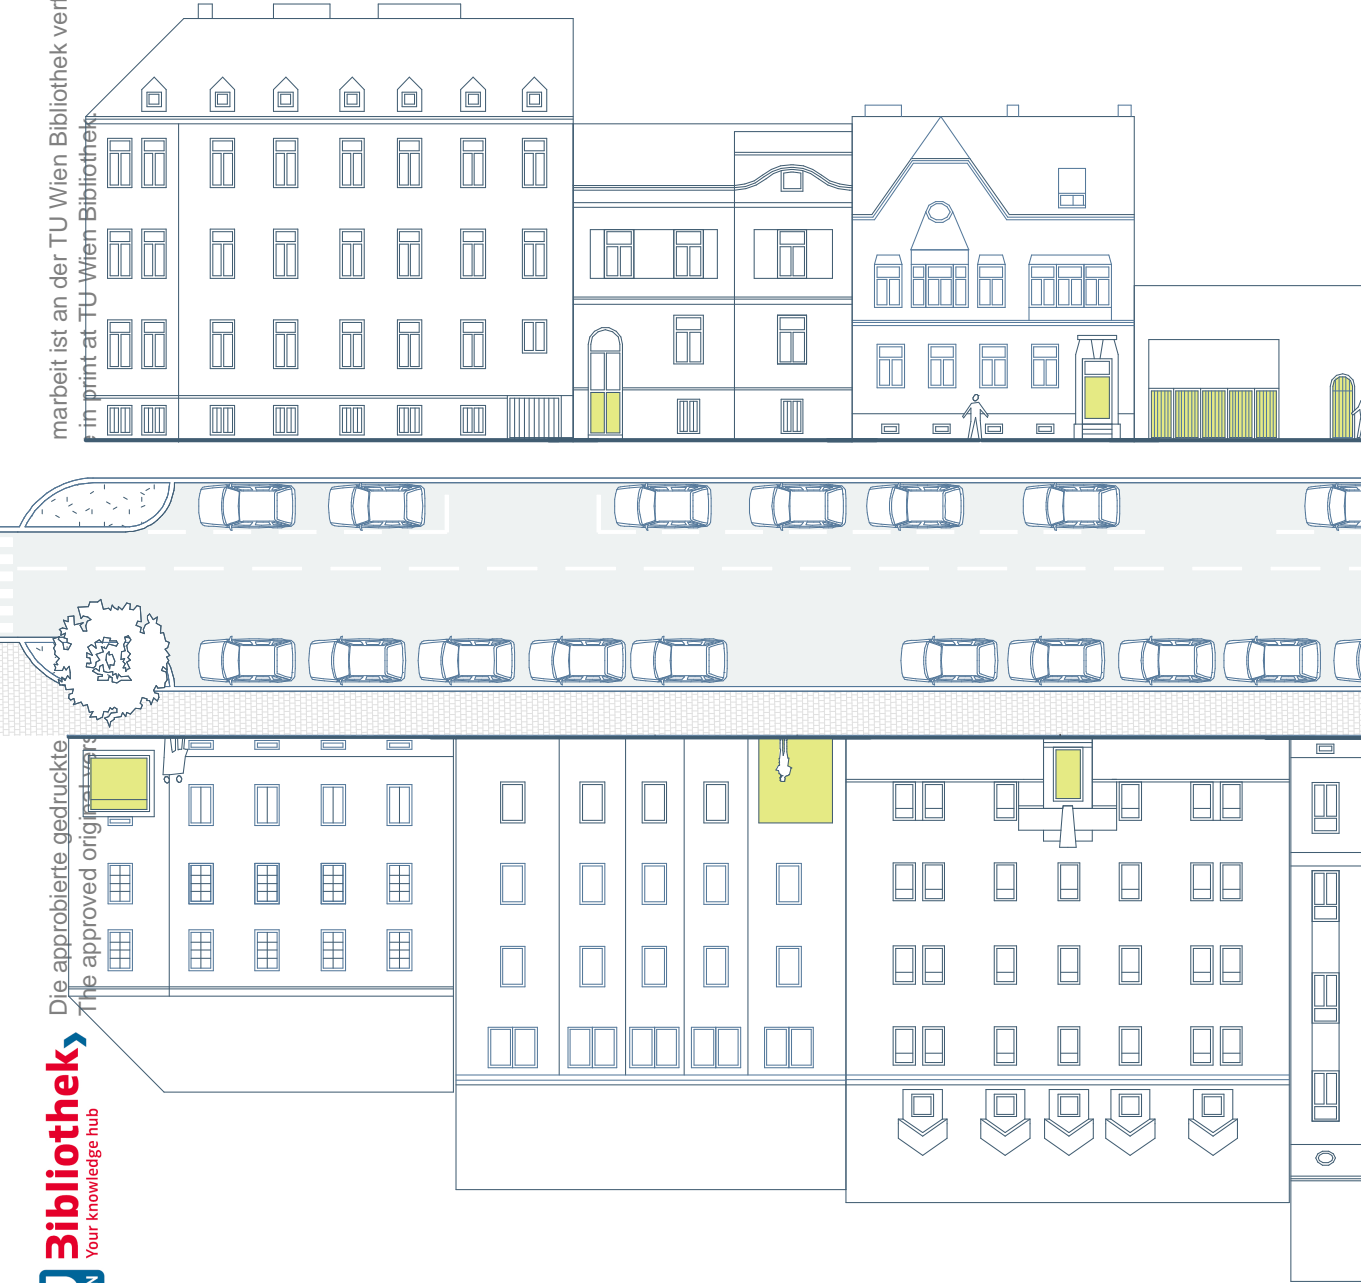 Die approbierte gedruckte
The approved original vers
marbeit ist an der TU Wien Bibliothek
in print at TU Wien Bibliothek.
Bibliothek
Your knowledge hub